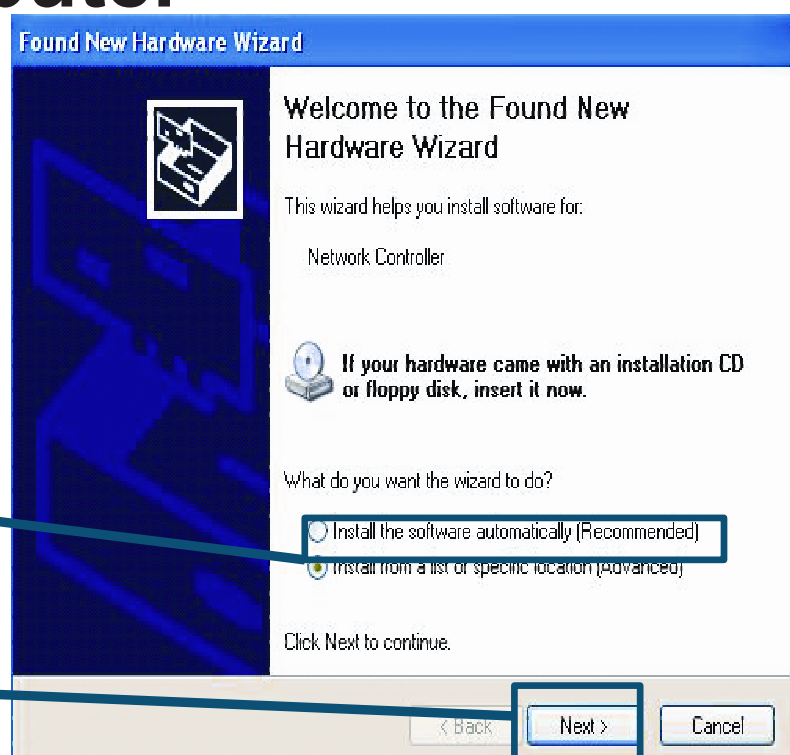 Found New Hardware Wizard
Welcome to the Found New
Hardware Wizard
This wizard helps you install software for:
Network Controller
If your hardware came with an installation CD
or floppy disk, insert it now.
What do you want the wizard to do?
Install the software automatically (Recommended)
Install from a list or specific location (Advanced)
Click Next to continue.
< Back
Next >
Cancel